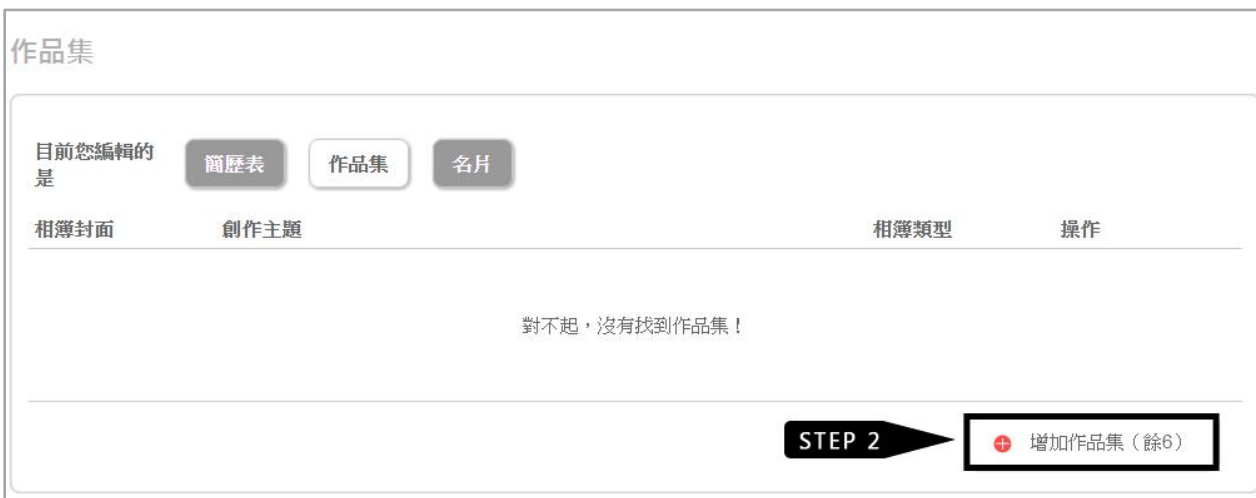 作品集
目前您編輯的
是
簡歷表
作品集
名片
相簿封面
創作主題
相簿類型
操作
對不起，沒有找到作品集！
STEP 2
增加作品集（餘6）